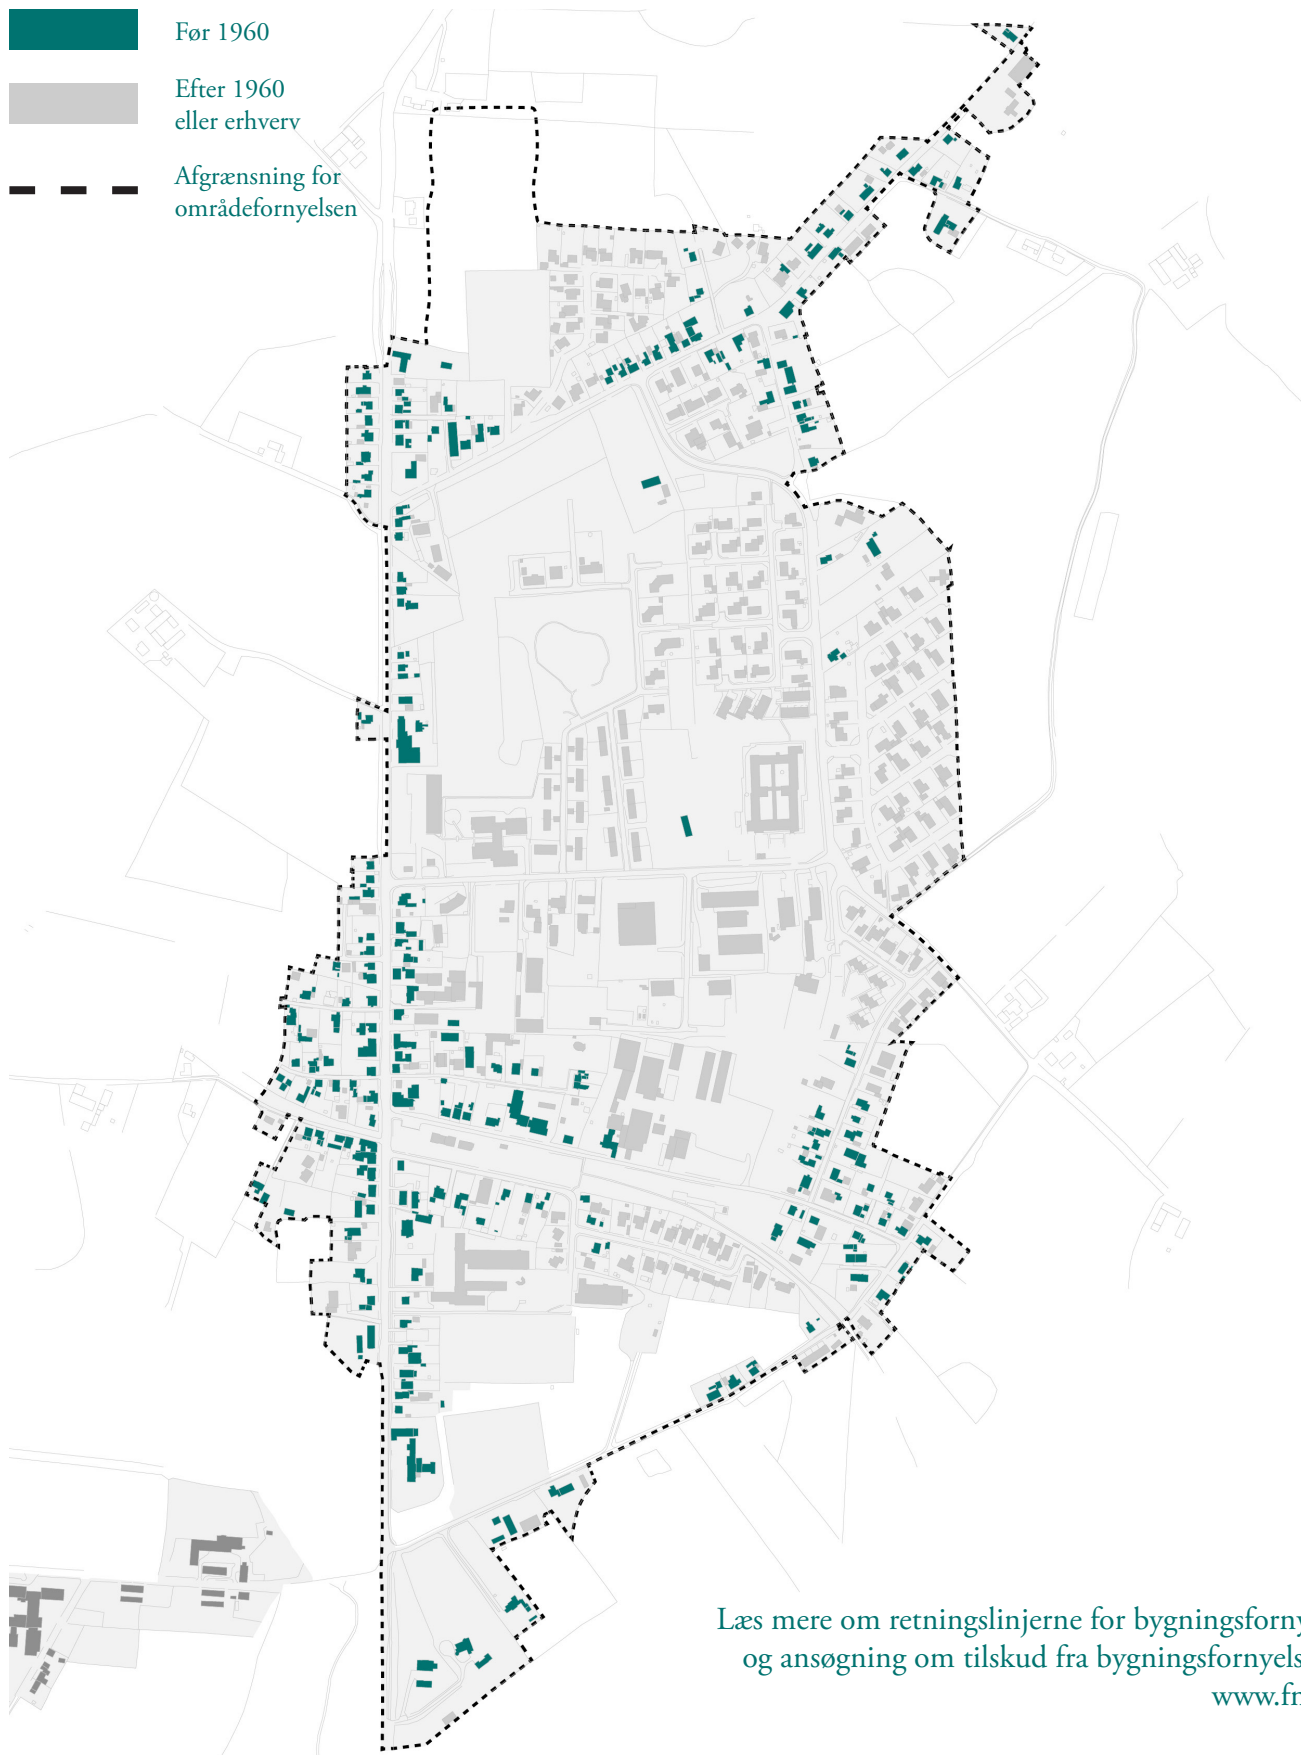 Før 1960
Efter 1960
eller erhverv
Afgrænsning for
områdefornyelsen
Læs mere om retningslinjerne for bygningsforny
og ansøgning om tilskud fra bygningsfornyels
www.fm